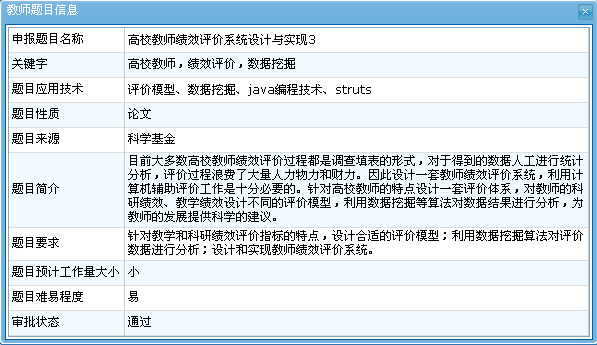 教师题目信息
申报题目名称 高校教师绩效评价系统设计与实现3
关键字 高校教师，绩效评价，数据挖掘
题目应用技术 评价模型、数据挖掘、java编程技术、struts
题目性质 论文
题目来源 科学基金
题目简介 目前大多数高校教师绩效评价过程都是调查填表的形式，对于得到的数据人工进行统计
分析，评价过程浪费了大量人力物力和财力。因此设计一套教师绩效评价系统，利用计
算机辅助评价工作是十分必要的。针对高校教师的特点设计一套评价体系，对教师的科
研绩效、教学绩效设计不同的评价模型，利用数据挖掘等算法对数据结果进行分析，为
教师的发展提供科学的建议。
题目要求 针对教学和科研绩效评价指标的特点，设计合适的评价模型；利用数据挖掘算法对评价
数据进行分析；设计和实现教师绩效评价系统。
题目预计工作量大小 小
题目难易程度 易
审批状态 通过